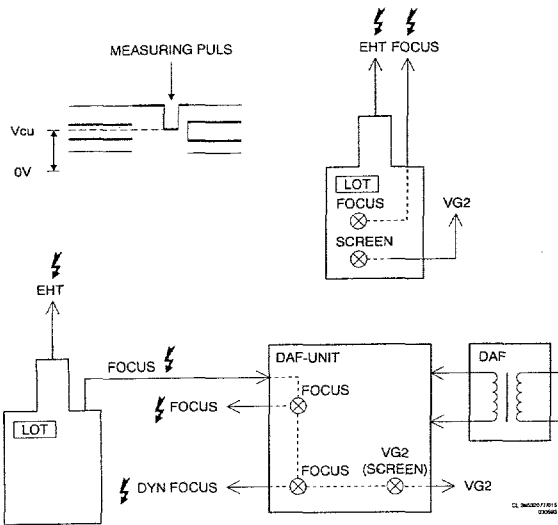 MEASURING PULS
Vcu
0V
EHT FOCUS
LOT
FOCUS
SCREEN
VG2
EHT
FOCUS
LOT
DAF-UNIT
FOCUS
FOCUS
VG2
(SCREEN)
FOCUS
DYN FOCUS
VG2
DAF